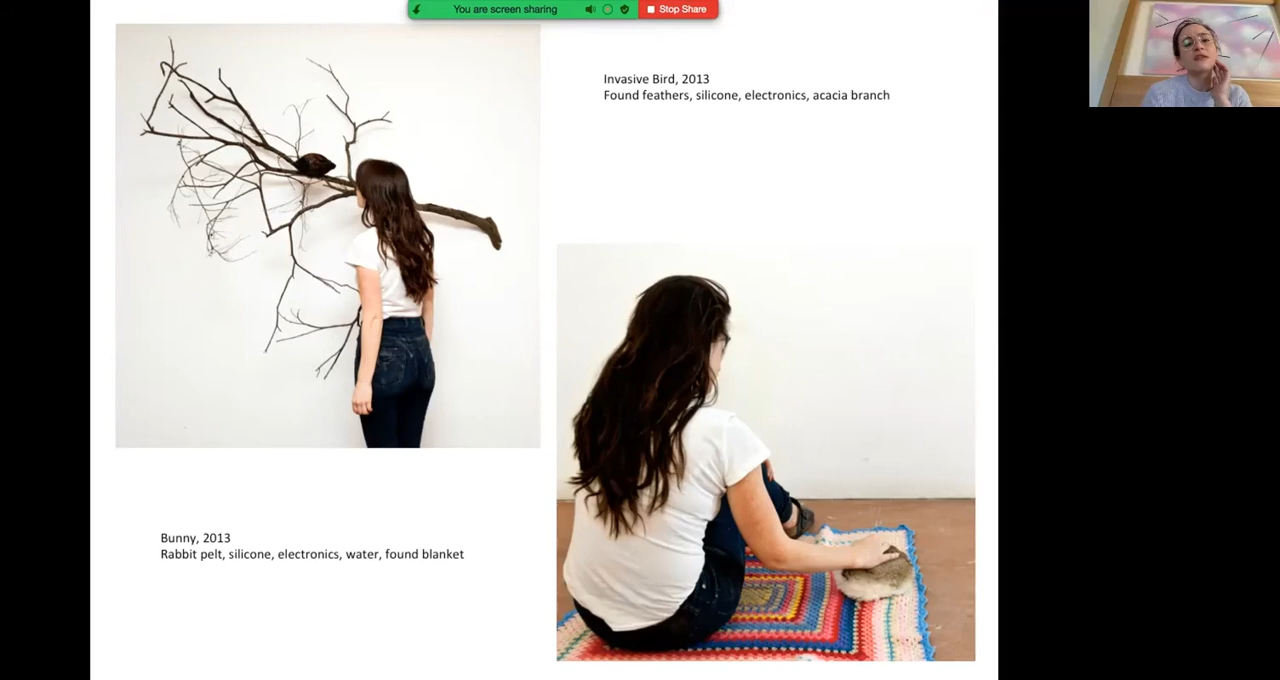 You are screen sharing
Stop Share
Invasive Bird, 2013
Found feathers, silicone, electronics, acacia branch
Bunny, 2013
Rabbit pelt, silicone, electronics, water, found blanket